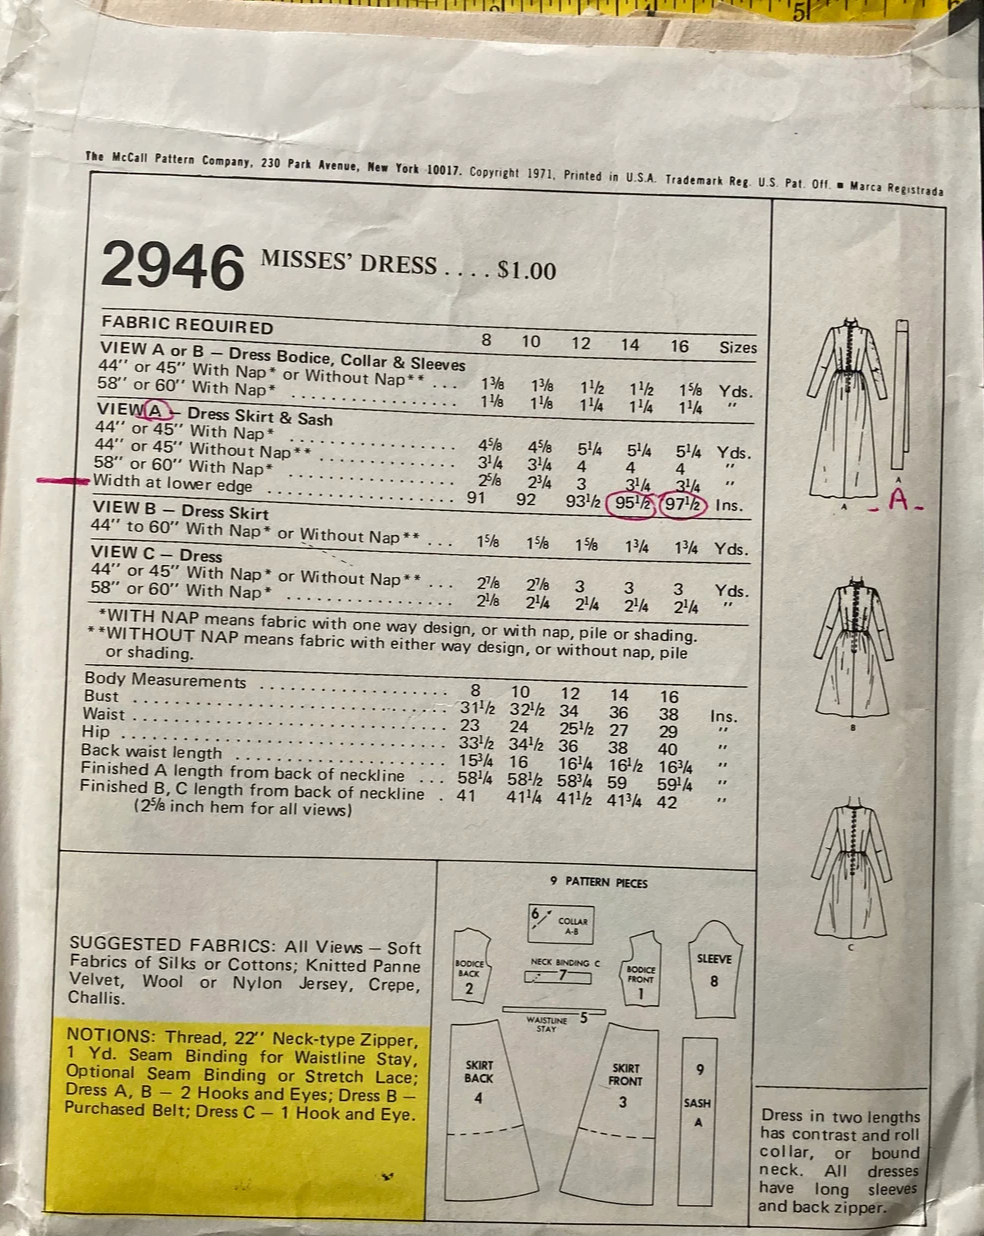 5
The McCall Pattern Company, 230 Park Avenue, New York 10017. Copyright 1971, Printed in U.S.A. Trademark Reg. U.S. Pat. Off. ■ Marca Registrada
2946 MISSES' DRESS .... $1.00
FABRIC REQUIRED 8 10 12 14 16 Sizes
VIEW A or B — Dress Bodice, Collar & Sleeves
44'' or 45'' With Nap* or Without Nap** ... 1⅜ 1⅜ 1½ 1½ 1⅝ Yds.
58'' or 60'' With Nap* 1⅛ 1⅛ 1¼ 1¼ 1¼ ''
VIEW A — Dress Skirt & Sash
44'' or 45'' With Nap* .................. 4⅝ 4⅝ 5¼ 5¼ 5¼ Yds.
44'' or 45'' Without Nap** ............... 3¼ 3¼ 4 4 4 ''
58'' or 60'' With Nap* .................. 2⅝ 2¾ 3 3¼ 3¼ ''
Width at lower edge .................... 91 92 93½ 95½ 97½ Ins.
VIEW B — Dress Skirt
44'' to 60'' With Nap* or Without Nap** ... 1⅝ 1⅝ 1⅝ 1¾ 1¾ Yds.
VIEW C — Dress
44'' or 45'' With Nap* or Without Nap** ... 2⅞ 2⅞ 3 3 3 Yds.
58'' or 60'' With Nap* .................. 2⅛ 2¼ 2¼ 2¼ 2¼ ''
*WITH NAP means fabric with one way design, or with nap, pile or shading.
**WITHOUT NAP means fabric with either way design, or without nap, pile
or shading.
Body Measurements .................... 8 10 12 14 16
Bust .................... 31½ 32½ 34 36 38 Ins.
Waist .................... 23 24 25½ 27 29 ''
Hip .................... 33½ 34½ 36 38 40 ''
Back waist length .................... 15¾ 16 16¼ 16½ 16¾ ''
Finished A length from back of neckline ... 58¼ 58½ 58¾ 59 59¼ ''
Finished B, C length from back of neckline . 41 41¼ 41½ 41¾ 42 ''
(2⅝ inch hem for all views)
A
A
- A -
B
C
SUGGESTED FABRICS: All Views — Soft
Fabrics of Silks or Cottons; Knitted Panne
Velvet, Wool or Nylon Jersey, Crepe,
Challis.
NOTIONS: Thread, 22'' Neck-type Zipper,
1 Yd. Seam Binding for Waistline Stay,
Optional Seam Binding or Stretch Lace;
Dress A, B — 2 Hooks and Eyes; Dress B —
Purchased Belt; Dress C — 1 Hook and Eye.
9 PATTERN PIECES
6 COLLAR
A-B
BODICE
BACK
2
NECK BINDING C
7
BODICE
FRONT
1
SLEEVE
8
WAISTLINE 5
STAY
SKIRT
BACK
4
SKIRT
FRONT
3
9
SASH
A
Dress in two lengths
has contrast and roll
collar, or bound
neck. All dresses
have long sleeves
and back zipper.